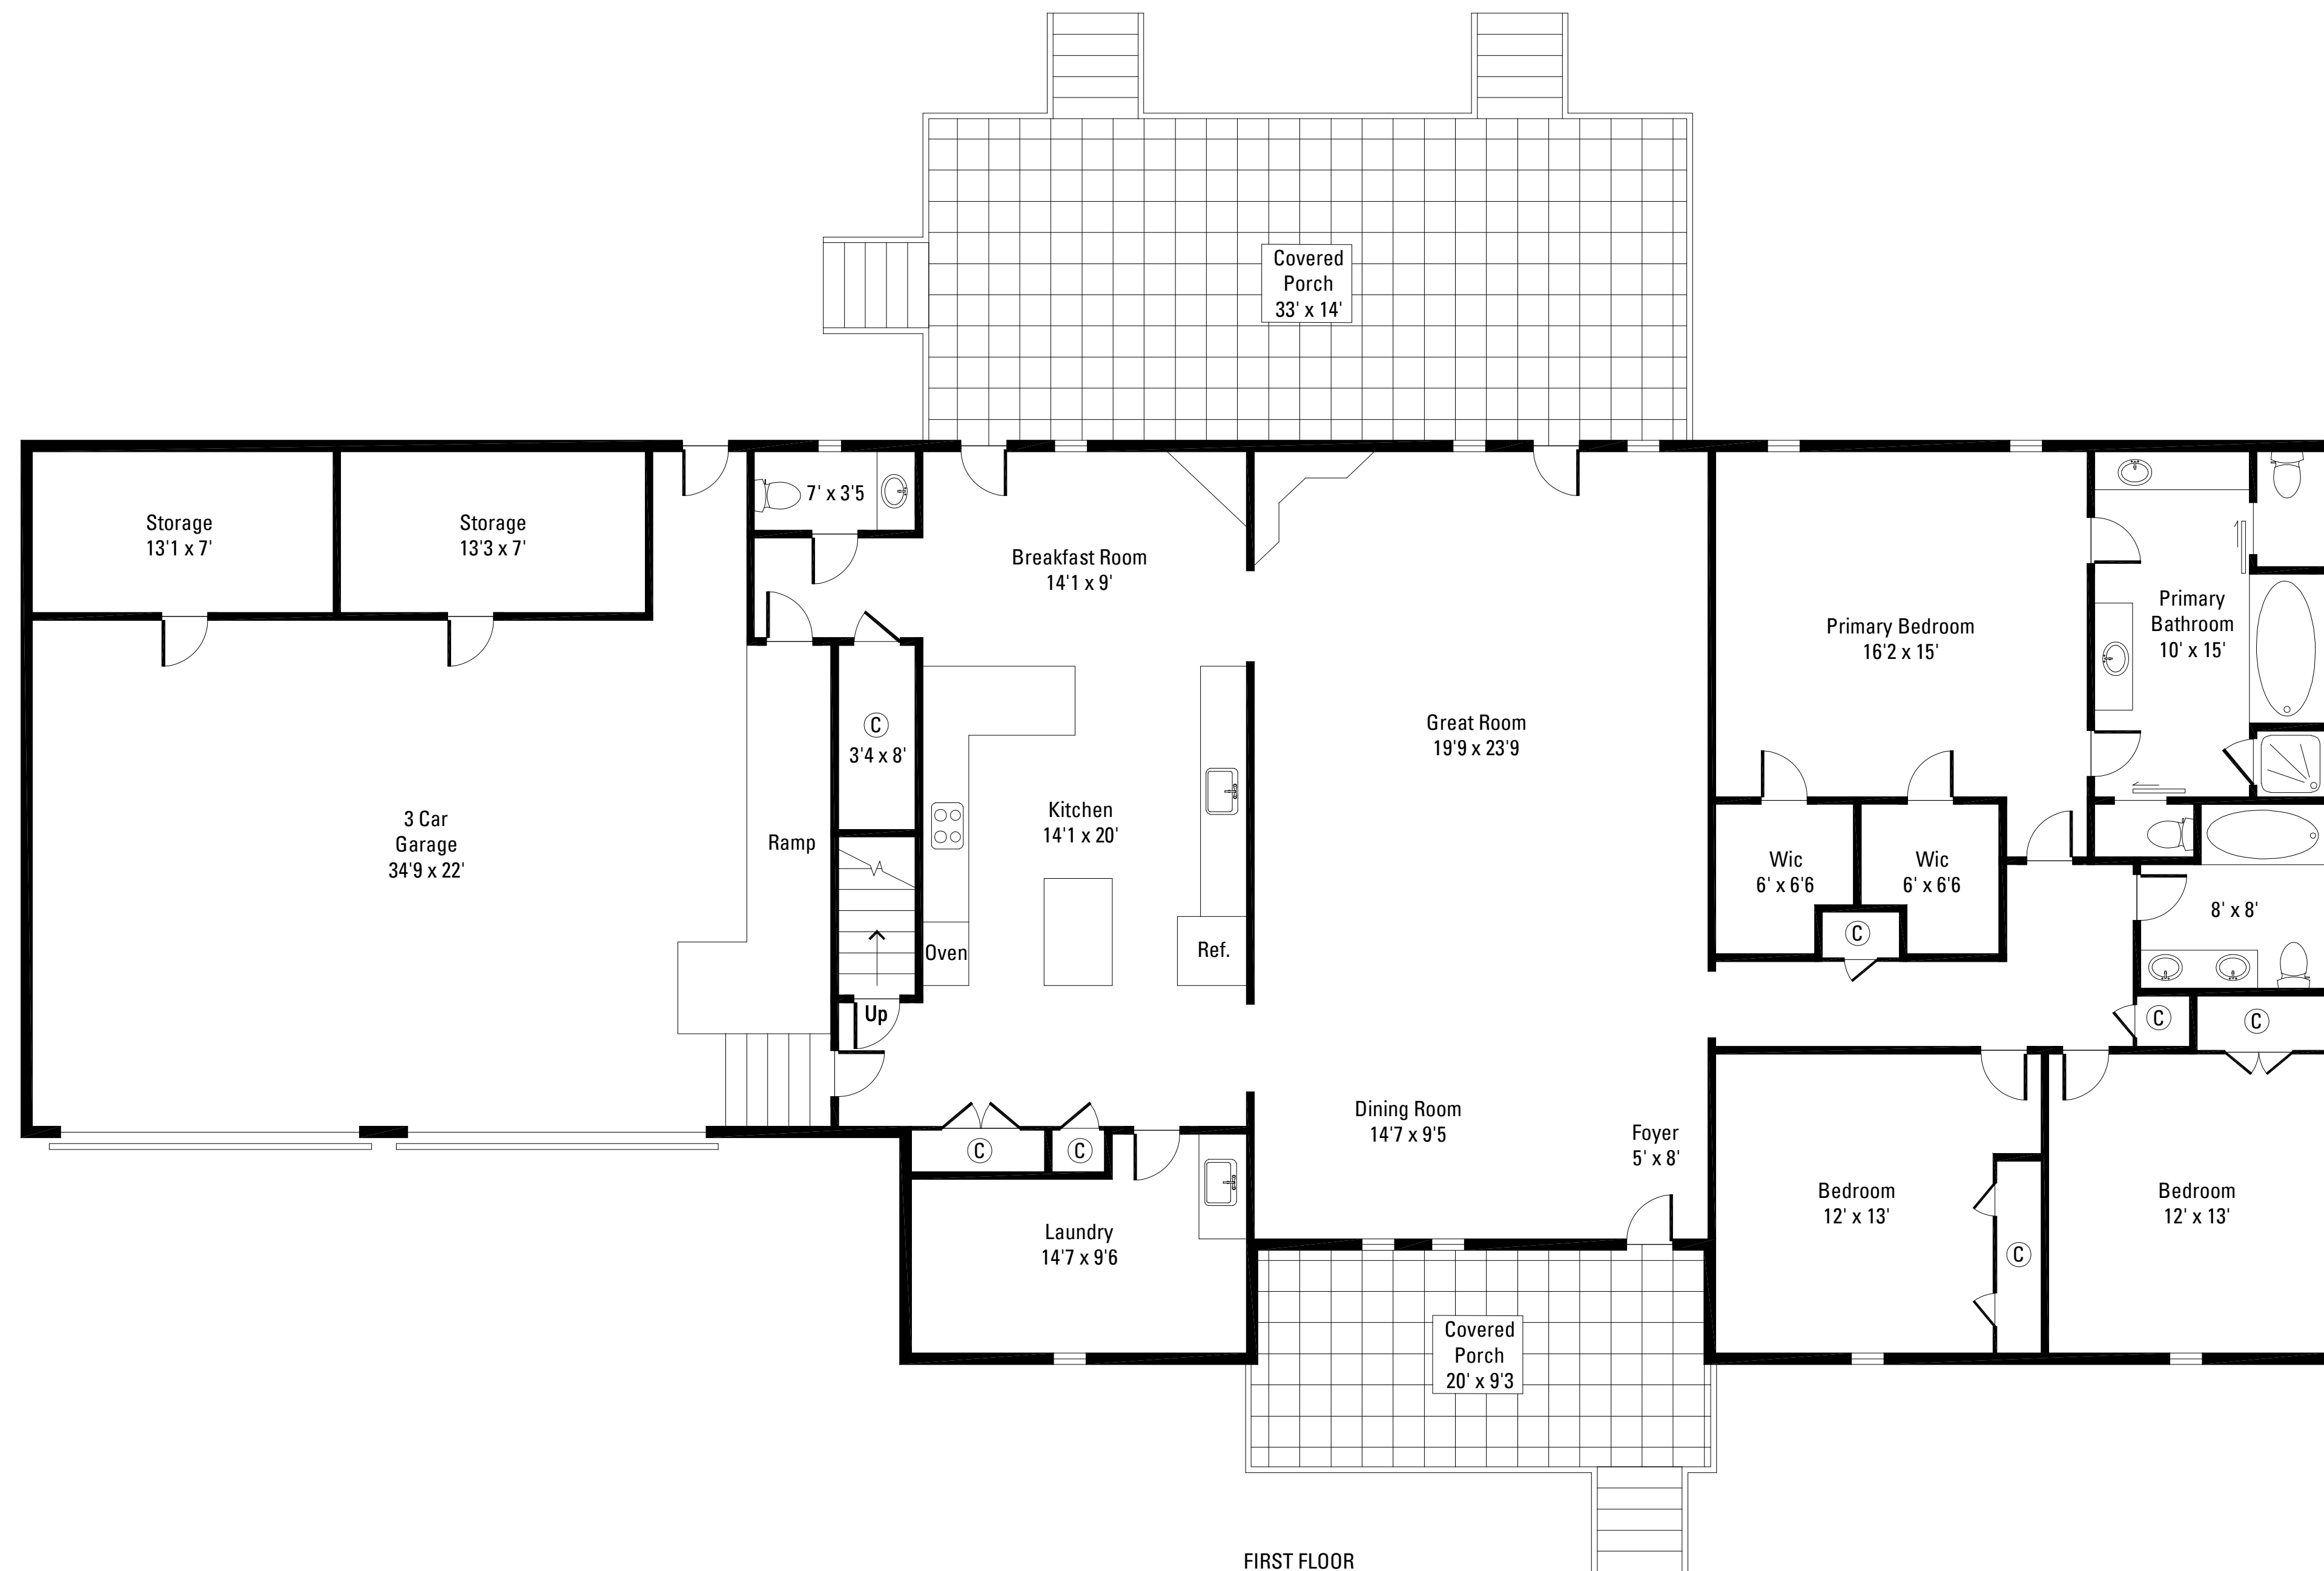 Covered
Porch
33' x 14'
7' x 3'5
Storage
13'1 x 7'
Storage
13'3 x 7'
Breakfast Room
14'1 x 9'
Primary
Bathroom
10' x 15'
Primary Bedroom
16'2 x 15'
Great Room
19'9 x 23'9
C
3'4 x 8'
3 Car
Garage
34'9 x 22'
Ramp
Kitchen
14'1 x 20'
Wic
6' x 6'6
Wic
6' x 6'6
8' x 8'
C
Oven
Ref.
Up
C
C
Dining Room
14'7 x 9'5
Foyer
5' x 8'
C
C
Bedroom
12' x 13'
Bedroom
12' x 13'
Laundry
14'7 x 9'6
C
Covered
Porch
20' x 9'3
FIRST FLOOR